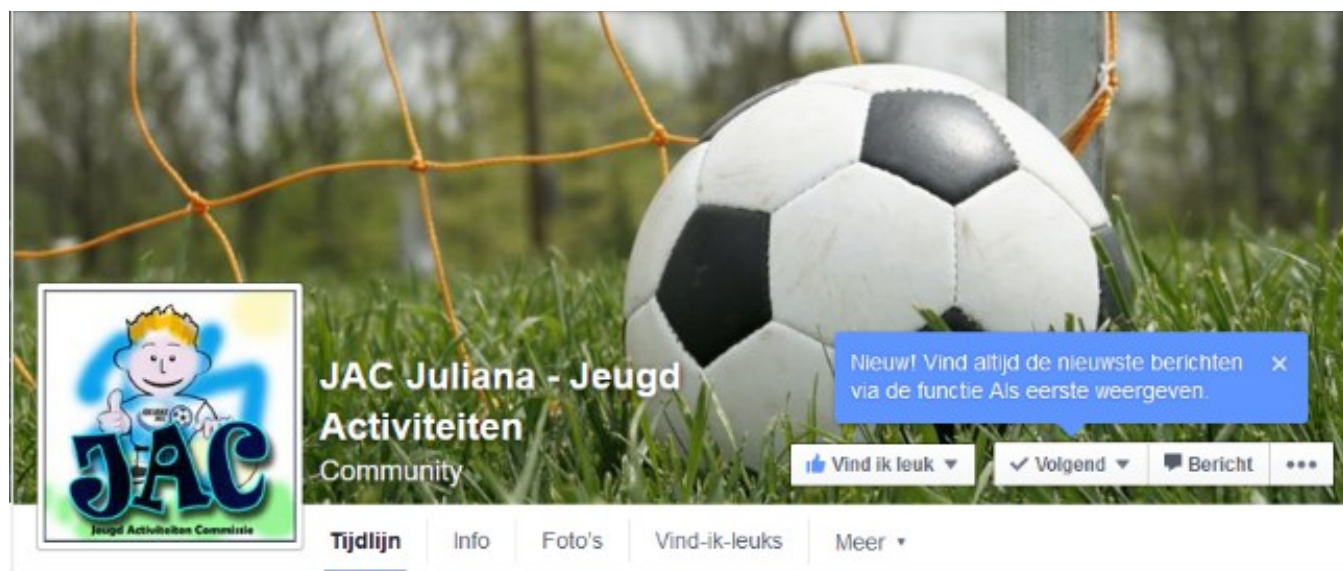 JAC
Jeugd Activiteiten Commissie
JAC Juliana - Jeugd
Activiteiten
Community
Nieuw! Vind altijd de nieuwste berichten
via de functie Als eerste weergeven.
Vind ik leuk
Volgend
Bericht
Tijdlijn
Info
Foto's
Vind-ik-leuks
Meer